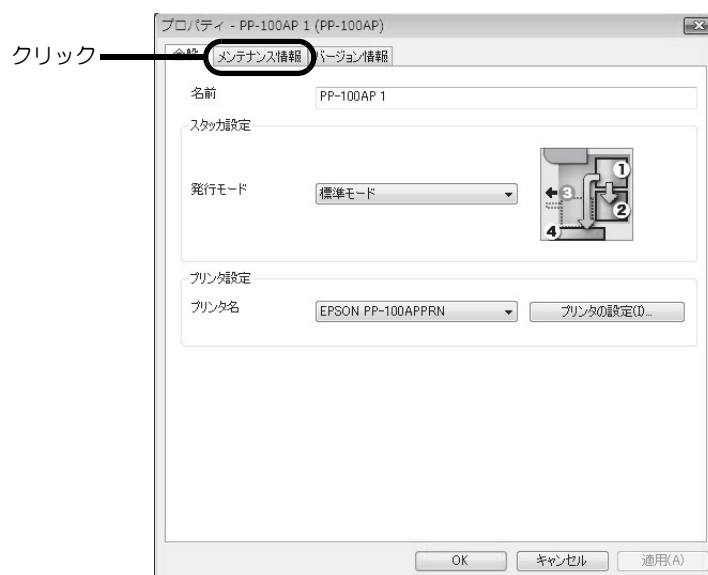 プロパティ - PP-100AP 1 (PP-100AP)
クリック
メンテナンス情報 バージョン情報
名前 PP-100AP 1
スタッカ設定
発行モード 標準モード
1
3
2
4
プリンタ設定
プリンタ名 EPSON PP-100APPRN プリンタの設定(I)...
OK キャンセル 適用(A)